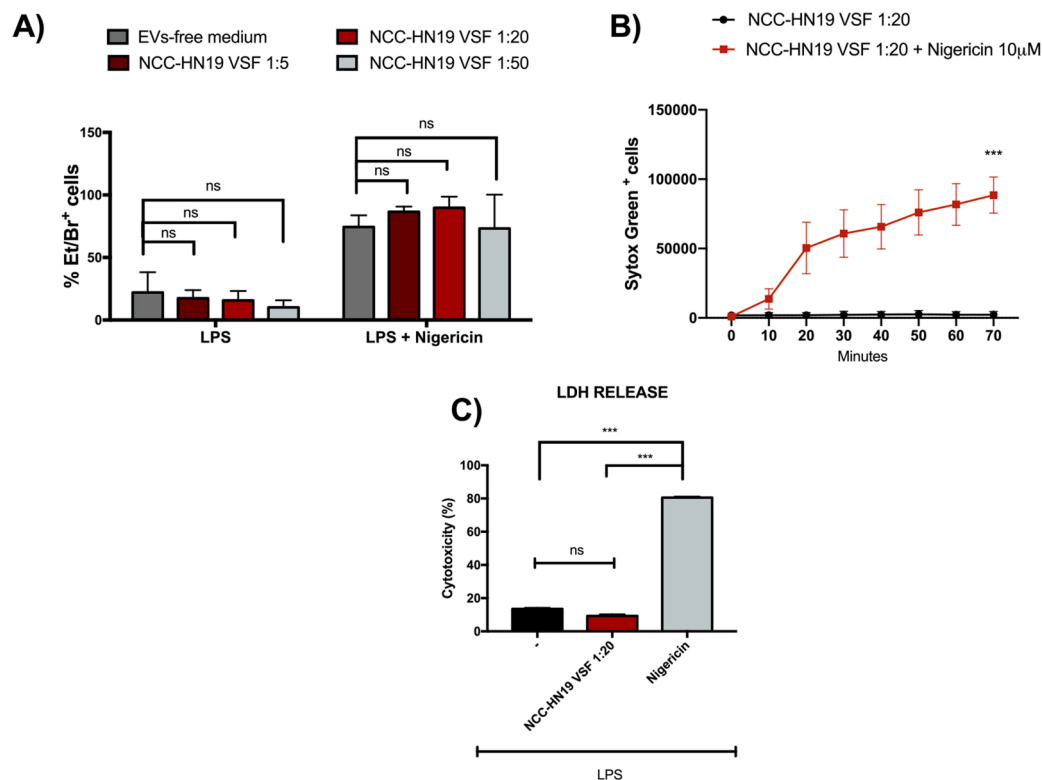 A)
EVs-free medium
NCC-HN19 VSF 1:20
NCC-HN19 VSF 1:5
NCC-HN19 VSF 1:50
% Et/Br⁺ cells
150
100
50
0
ns
ns
ns
ns
ns
ns
LPS
LPS + Nigericin
B)
NCC-HN19 VSF 1:20
NCC-HN19 VSF 1:20 + Nigericin 10μM
Sytox Green ⁺ cells
150000
100000
50000
0
***
0 10 20 30 40 50 60 70
Minutes
C)
LDH RELEASE
Cytotoxicity (%)
100
80
60
40
20
0
***
***
ns
-
NCC-HN19 VSF 1:20
Nigericin
LPS